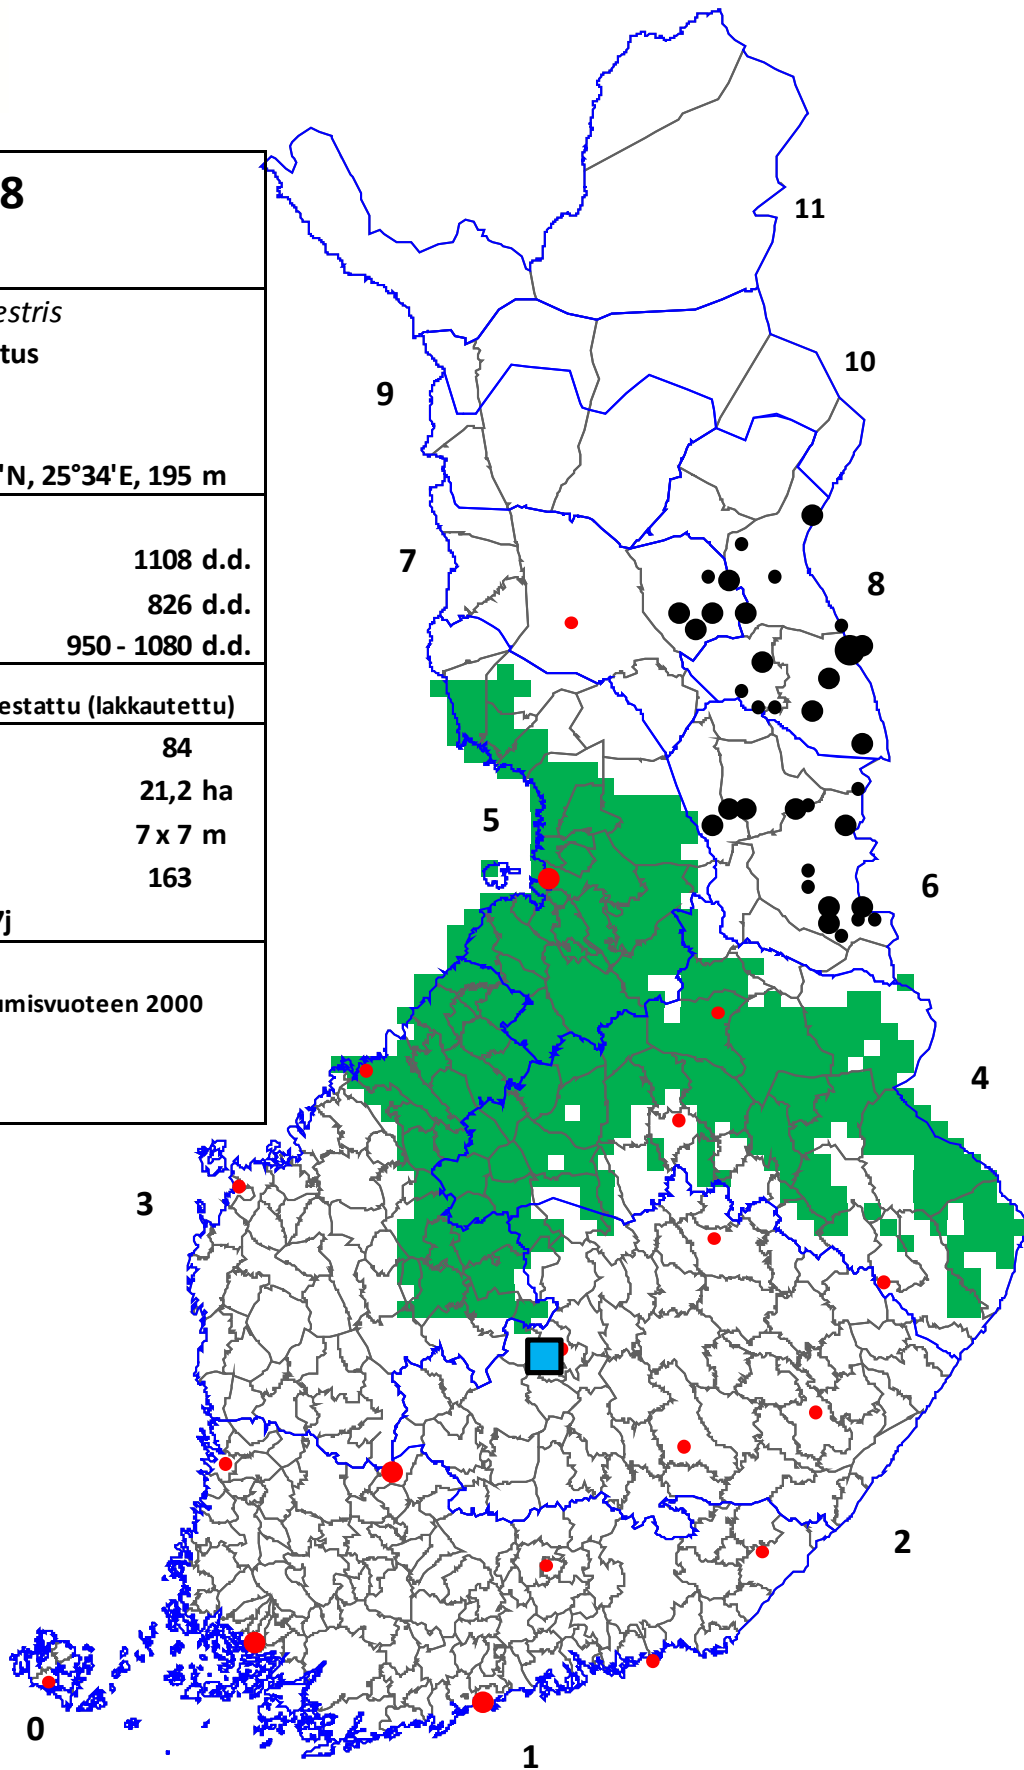 8
estris
tus
'N, 25°34'E, 195 m
1108 d.d.
826 d.d.
950 - 1080 d.d.
estattu (lakkautettu)
84
21,2 ha
7 x 7 m
163
7j
umisvuoteen 2000
11
10
9
7
8
5
6
4
3
2
0
1